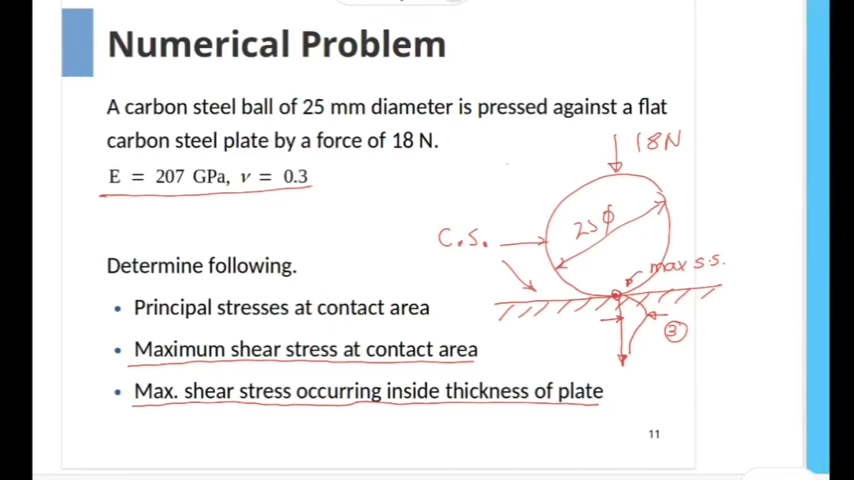 Numerical Problem
A carbon steel ball of 25 mm diameter is pressed against a flat
carbon steel plate by a force of 18 N.
E = 207 GPa, ν = 0.3
18N
25 ϕ
C.S.
max s.s.
Determine following.
• Principal stresses at contact area
• Maximum shear stress at contact area
3
• Max. shear stress occurring inside thickness of plate
11